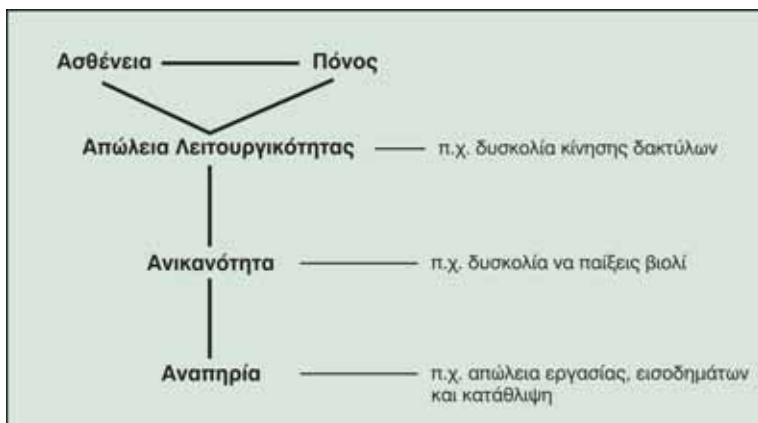 Ασθένεια Πόνος
Απώλεια Λειτουργικότητας π.χ. δυσκολία κίνησης δακτύλων
Ανικανότητα π.χ. δυσκολία να παίξεις βιολί
Αναπηρία π.χ. απώλεια εργασίας, εισοδημάτων
και κατάθλιψη